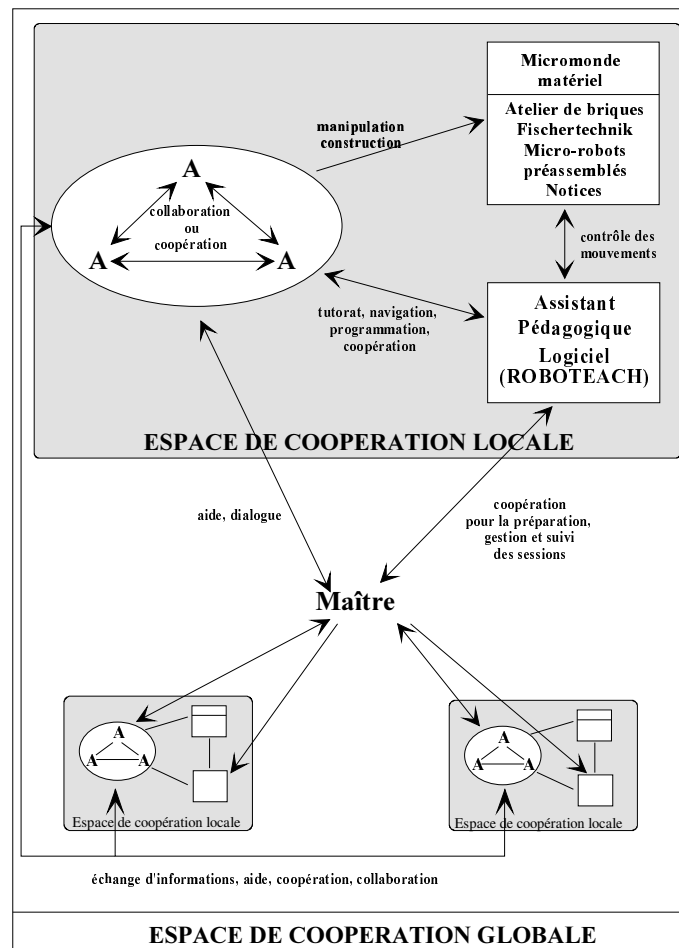 Micromonde
matériel
Atelier de briques
Fischertechnik
Micro-robots
préassemblés
Notices
manipulation
construction
A
collaboration
ou
coopération
A
A
contrôle des
mouvements
tutorat, navigation,
programmation,
coopération
Assistant
Pédagogique
Logiciel
(ROBOTEACH)
ESPACE DE COOPERATION LOCALE
aide, dialogue
coopération
pour la préparation,
gestion et suivi
des sessions
Maître
A
A
A
Espace de coopération locale
A
A
A
Espace de coopération locale
échange d'informations, aide, coopération, collaboration
ESPACE DE COOPERATION GLOBALE